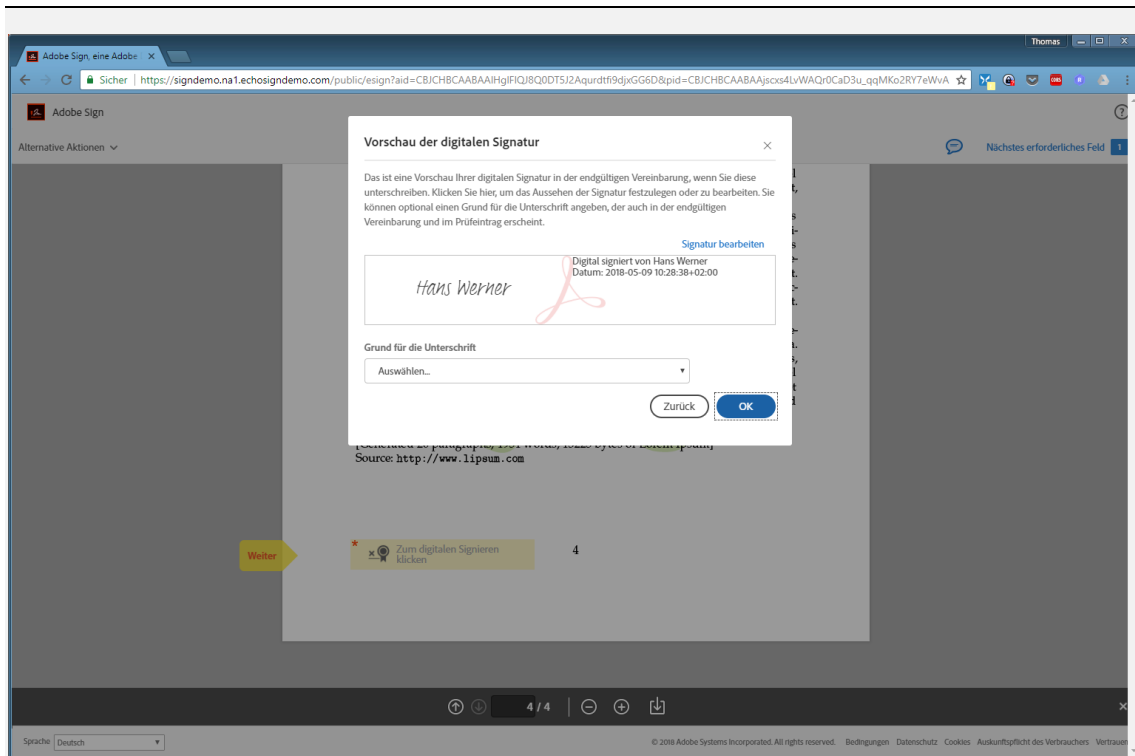 Thomas
Adobe Sign, eine Adobe
Sicher | https://signdemo.na1.echosigndemo.com/public/esign?aid=CBJCHBCAABAAIHgIFIQJ8Q0DT5J2Aqurdtfi9djxGG6D&pid=CBJCHBCAABAAjscxs4LvWAQr0CaD3u_qqMKo2RY7eWvA
Adobe Sign
Alternative Aktionen
Nächstes erforderliches Feld 1
Vorschau der digitalen Signatur
Das ist eine Vorschau Ihrer digitalen Signatur in der endgültigen Vereinbarung, wenn Sie diese
unterschreiben. Klicken Sie hier, um das Aussehen der Signatur festzulegen oder zu bearbeiten. Sie
können optional einen Grund für die Unterschrift angeben, der auch in der endgültigen
Vereinbarung und im Prüfeintrag erscheint.
Signatur bearbeiten
Hans Werner
Digital signiert von Hans Werner
Datum: 2018-05-09 10:28:38+02:00
Grund für die Unterschrift
Auswählen...
Zurück
OK
Source: http://www.lipsum.com
Weiter
* Zum digitalen Signieren
klicken
4
4 / 4
Sprache Deutsch
© 2018 Adobe Systems Incorporated. All rights reserved. Bedingungen Datenschutz Cookies Auskunftspflicht des Verbrauchers Vertrauen